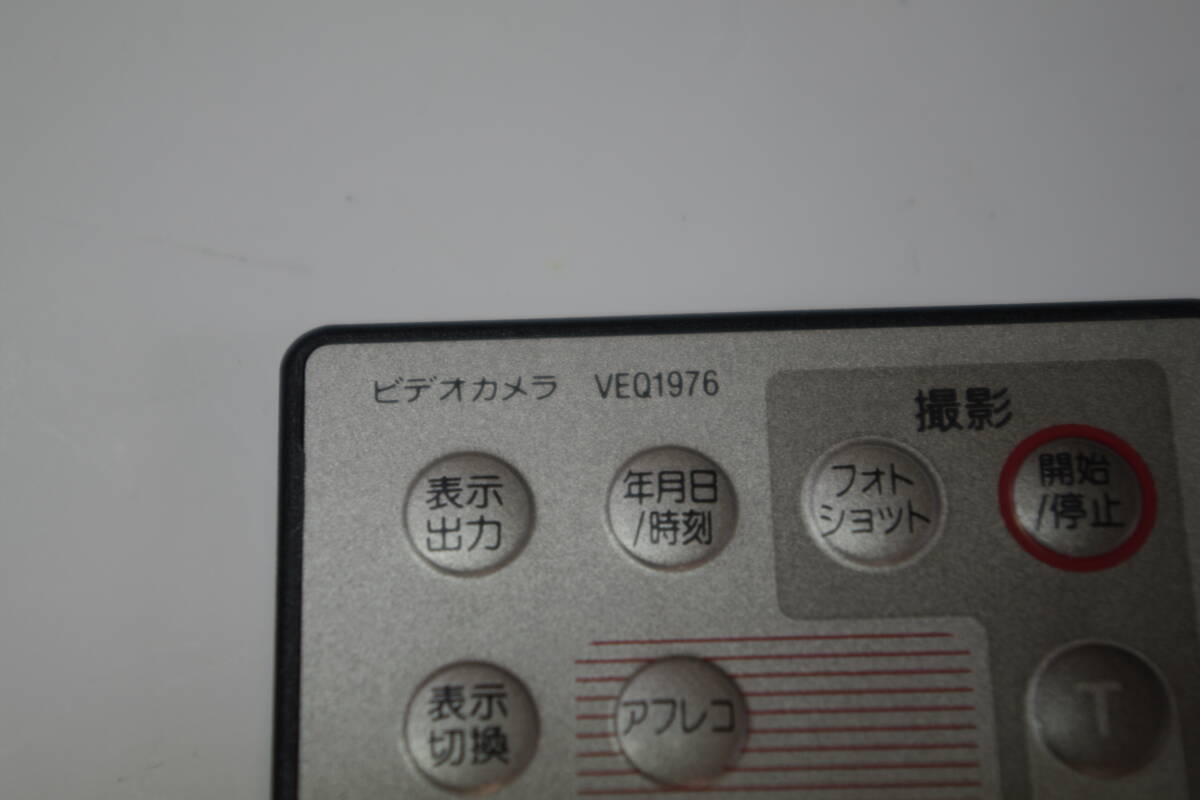 ビデオカメラ VEQ1976
撮影
表示
出力
年月日
/時刻
フォト
ショット
開始
/停止
表示
切換
アフレコ
T